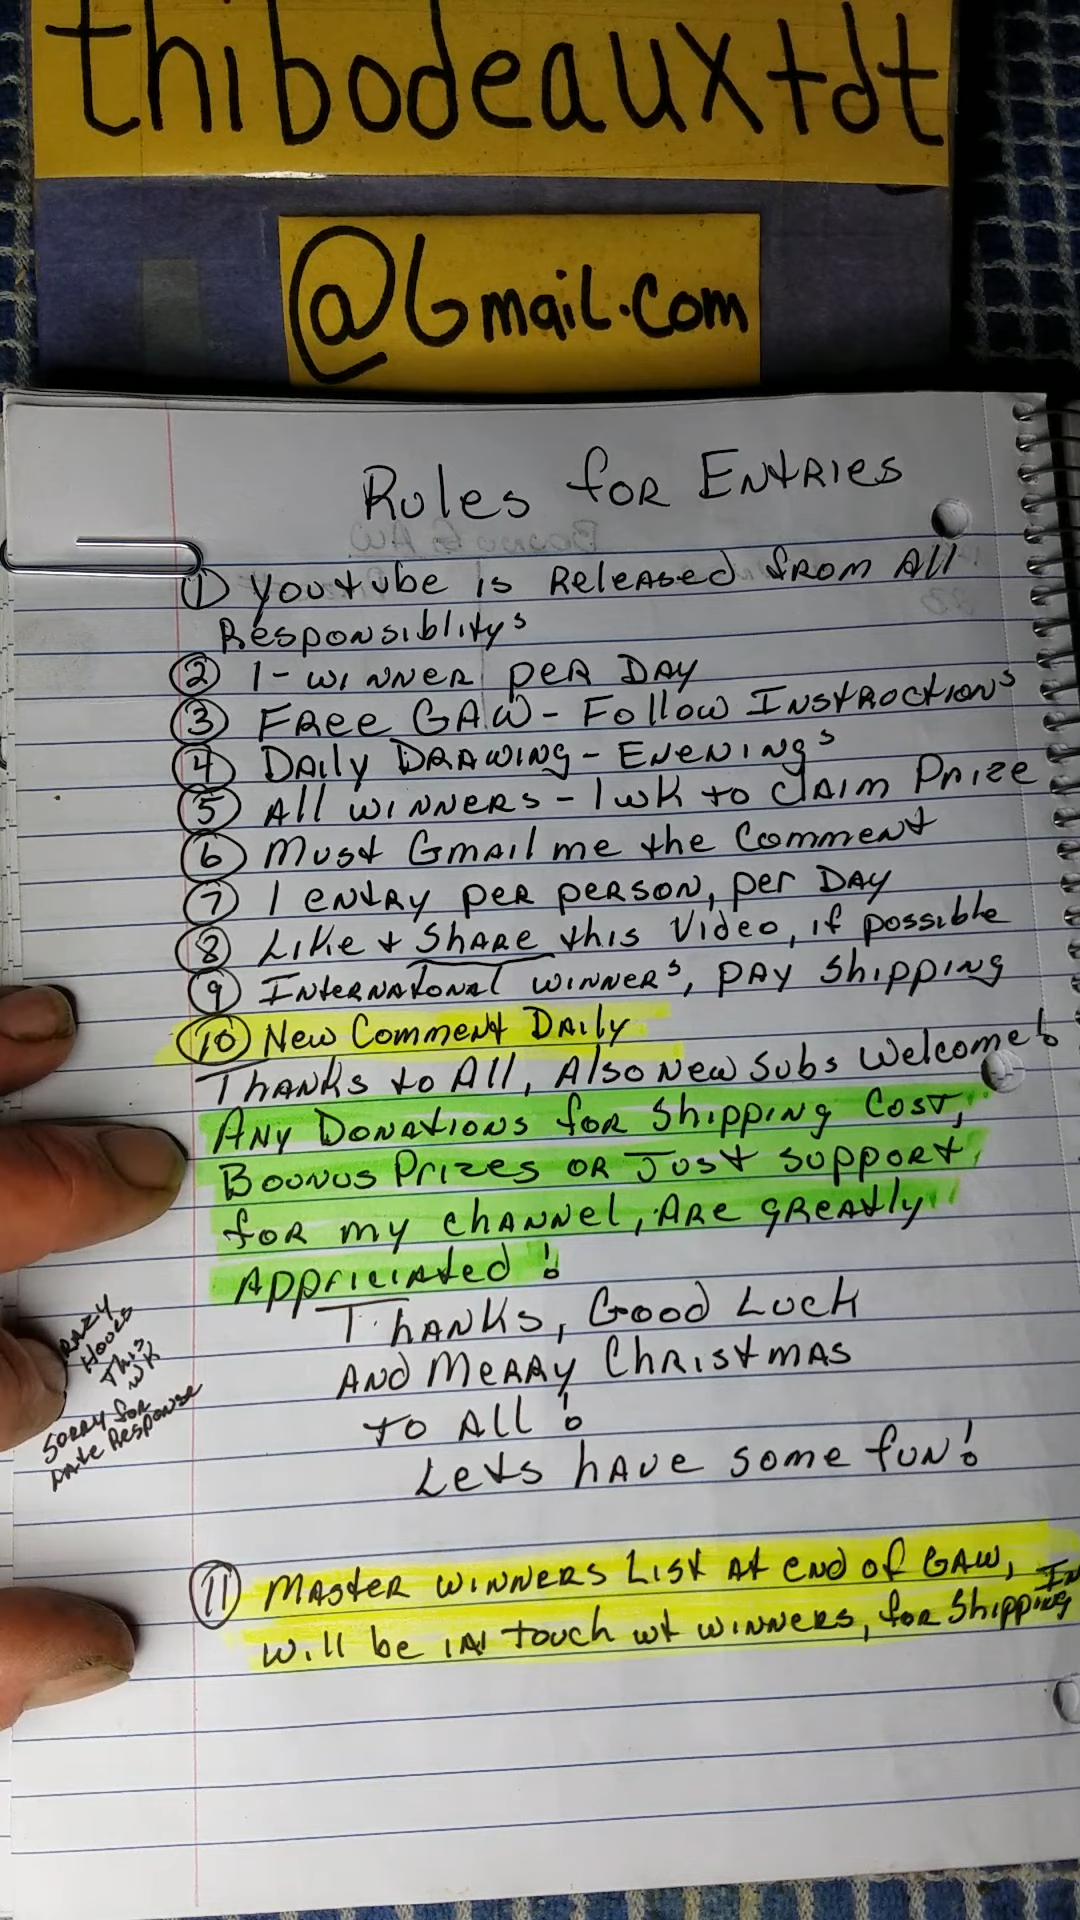 thibodeauxtdt
@Gmail.com
Rules for Entries
① Youtube is Released from All
Responsiblitys
② 1-winner per Day
③ Free GAW - Follow Instructions
④ Daily Drawing - Evenings
⑤ All winners - 1wk to claim Prize
⑥ Must Gmail me the Comment
⑦ 1 entry per person, per Day
⑧ Like + Share this Video, if possible
⑨ Internatonal winners, pay shipping
⑩ New Comment Daily
Thanks to All, Also New Subs Welcome!
Any Donations for Shipping Cost,
Boonus Prizes or Just support
for my channel, Are greatly
Appriciated!
Thanks, Good Luck
And Merry Christmas
to All!
Lets have some fun!
Hours
This
wk
Sorry for
Late Response
⑪ Master winners List at end of GAW, I
will be in touch wt winners, for Shipping